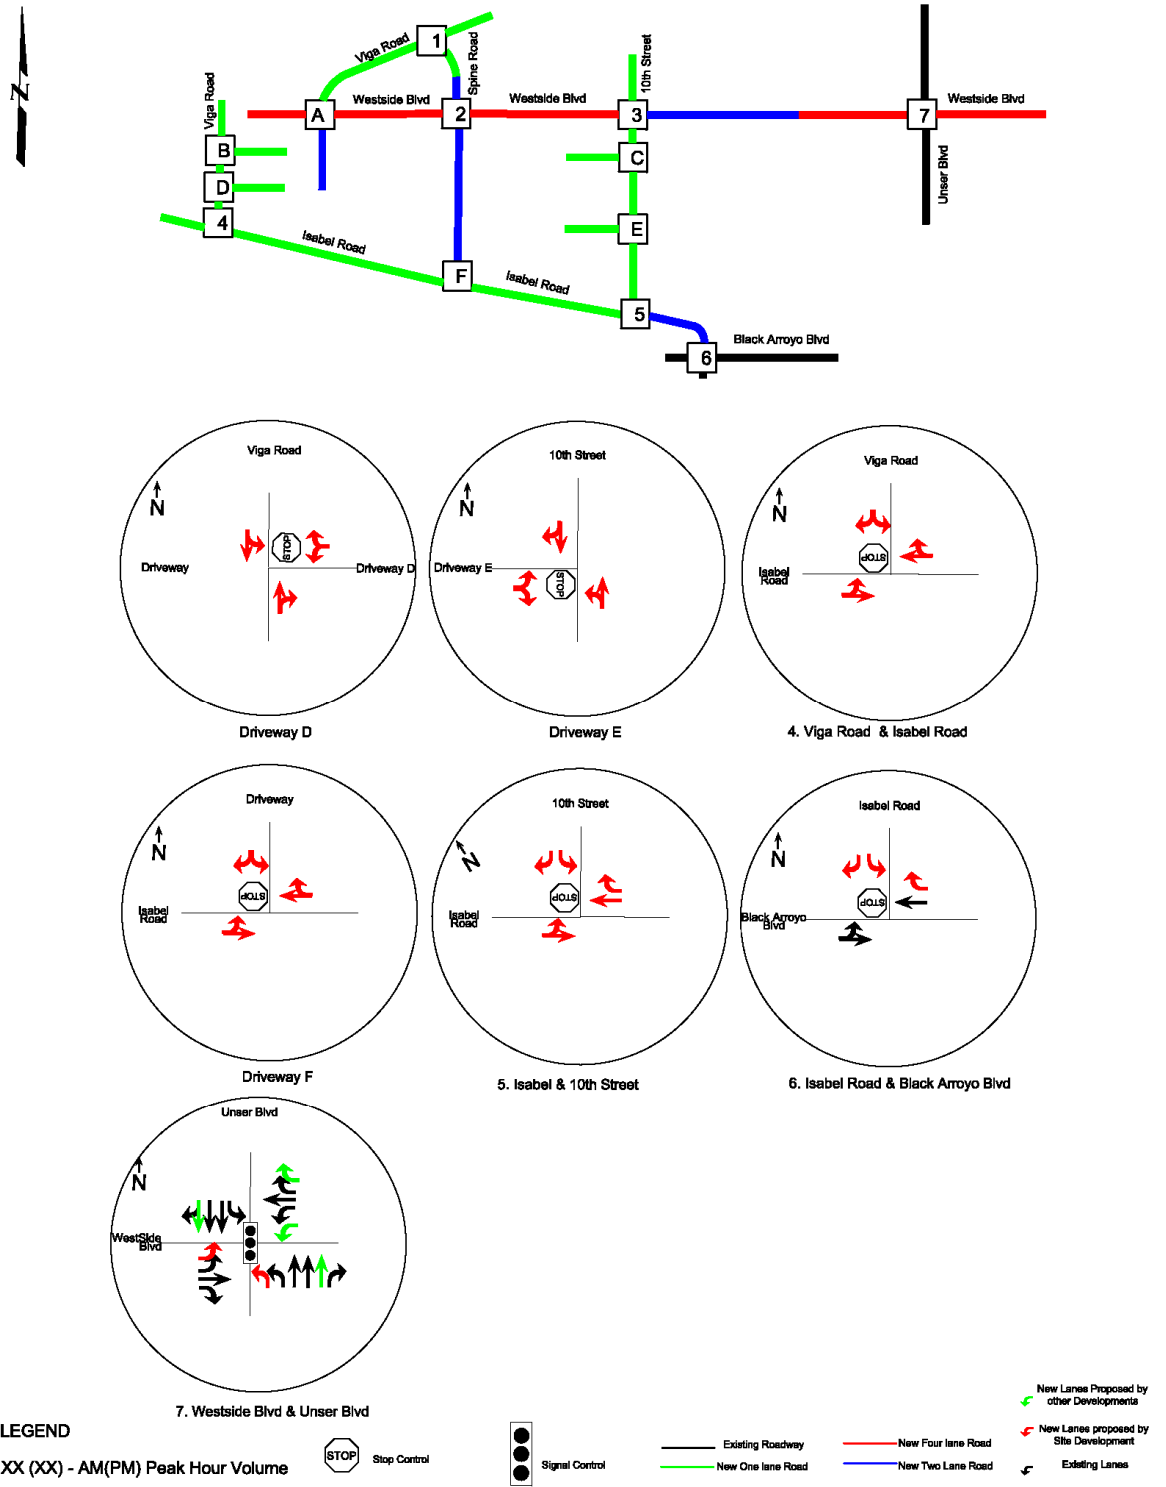 N
Viga Road
1
Spine Road
10th Street
Viga Road
Westside Blvd
Westside Blvd
Westside Blvd
A
2
3
7
B
C
Unser Blvd
D
4
E
Isabel Road
F
Isabel Road
5
Black Arroyo Blvd
6
Viga Road
N
STOP
Driveway
Driveway D
Driveway D
10th Street
N
Driveway E
STOP
Driveway E
Viga Road
N
STOP
Isabel
Road
4. Viga Road & Isabel Road
Driveway
N
STOP
Isabel
Road
Driveway F
10th Street
N
STOP
Isabel
Road
5. Isabel & 10th Street
Isabel Road
N
STOP
Black Arroyo
Blvd
6. Isabel Road & Black Arroyo Blvd
Unser Blvd
N
WestSide
Blvd
7. Westside Blvd & Unser Blvd
LEGEND
XX (XX) - AM(PM) Peak Hour Volume
STOP
Stop Control
Signal Control
Existing Roadway
New One lane Road
New Four lane Road
New Two Lane Road
New Lanes Proposed by
other Developments
New Lanes proposed by
Site Development
Existing Lanes